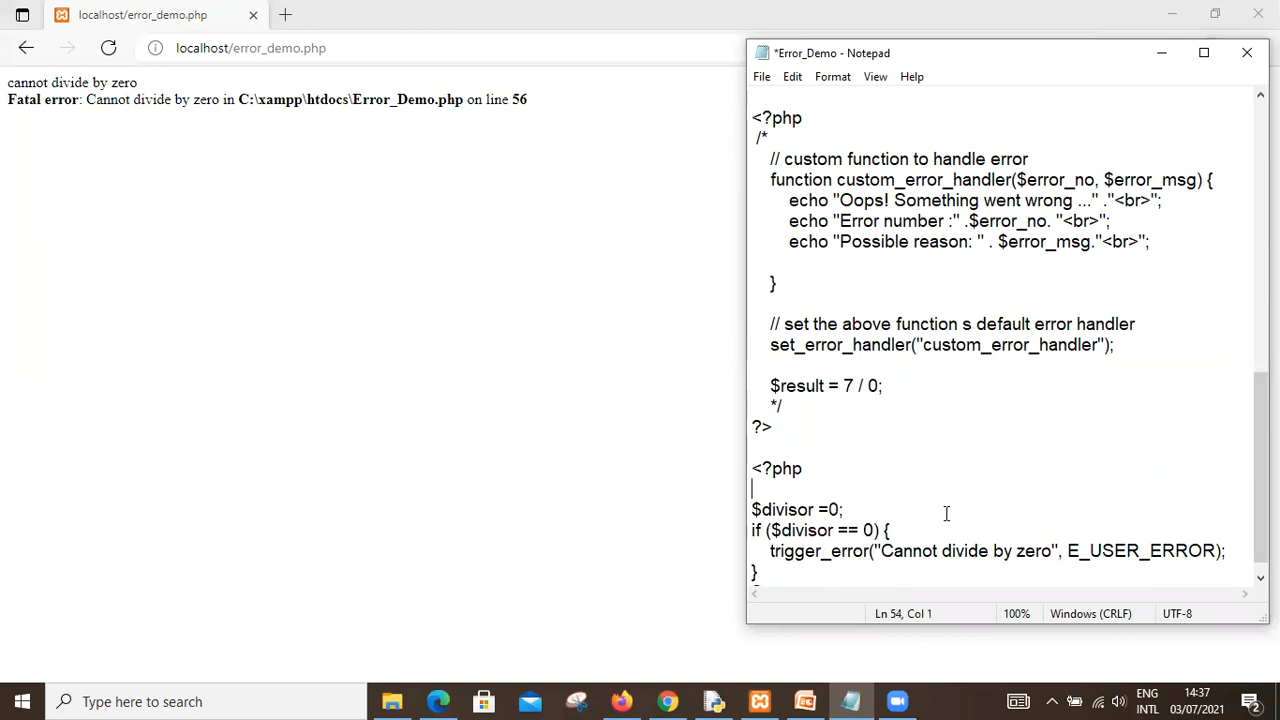 localhost/error_demo.php
localhost/error_demo.php
cannot divide by zero
Fatal error: Cannot divide by zero in C:\xampp\htdocs\Error_Demo.php on line 56
*Error_Demo - Notepad
File Edit Format View Help
<?php
/*
// custom function to handle error
function custom_error_handler($error_no, $error_msg) {
echo "Oops! Something went wrong ..." ."<br>";
echo "Error number :" .$error_no. "<br>";
echo "Possible reason: " . $error_msg."<br>";
}
// set the above function s default error handler
set_error_handler("custom_error_handler");
$result = 7 / 0;
*/
?>
<?php
$divisor =0;
if ($divisor == 0) {
trigger_error("Cannot divide by zero", E_USER_ERROR);
}
Ln 54, Col 1 100% Windows (CRLF) UTF-8
Type here to search
ENG
INTL
14:37
03/07/2021
2